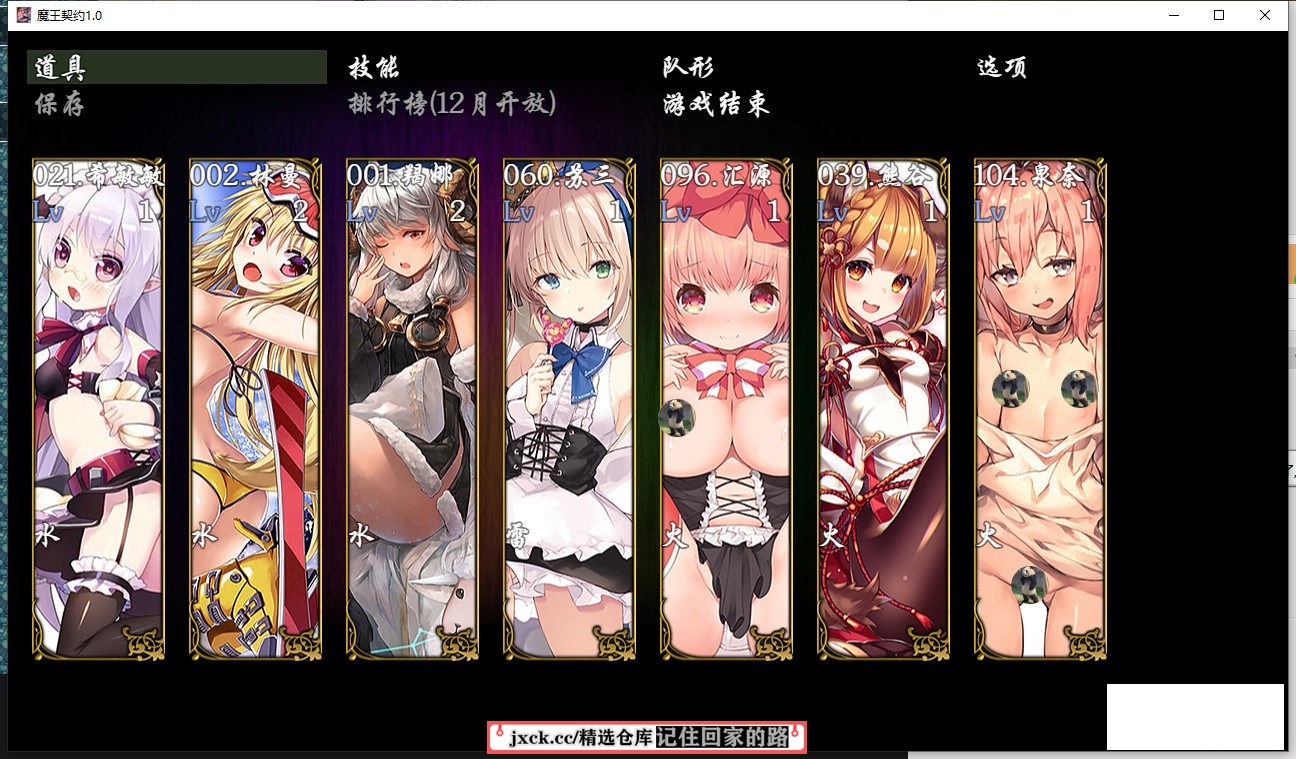 魔王契约1.0
道具 技能 队形 选项
保存 排行榜(12月开放) 游戏结束
021.希敏敏 002.林曼 001.羯娜 060.苏三 096.汇源 039.熊谷 104.泉奈
Lv 1 Lv 2 Lv 2 Lv 1 Lv 1 Lv 1 Lv 1
水 水 水 雷 火 火 火
jxck.cc/精选仓库 记住回家的路